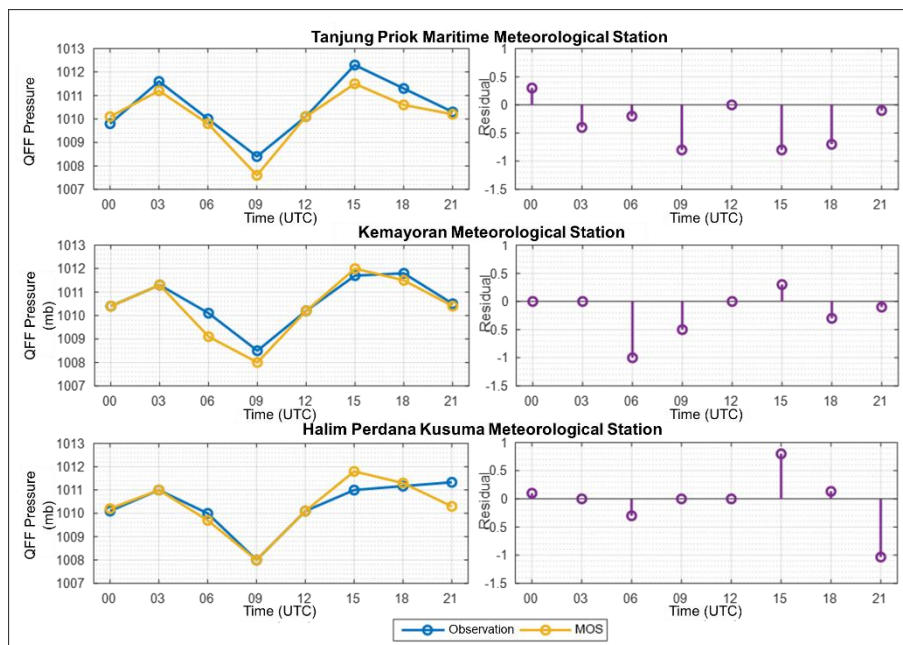 Tanjung Priok Maritime Meteorological Station
QFF Pressure
1013
1012
1011
1010
1009
1008
1007
00 03 06 09 12 15 18 21
Time (UTC)
Residual
1
0.5
0
-0.5
-1
-1.5
00 03 06 09 12 15 18 21
Time (UTC)
Kemayoran Meteorological Station
QFF Pressure
(mb)
1013
1012
1011
1010
1009
1008
1007
00 03 06 09 12 15 18 21
Time (UTC)
Residual
1
0.5
0
-0.5
-1
-1.5
00 03 06 09 12 15 18 21
Time (UTC)
Halim Perdana Kusuma Meteorological Station
QFF Pressure
(mb)
1013
1012
1011
1010
1009
1008
1007
00 03 06 09 12 15 18 21
Time (UTC)
Residual
1
0.5
0
-0.5
-1
-1.5
00 03 06 09 12 15 18 21
Time (UTC)
Observation MOS